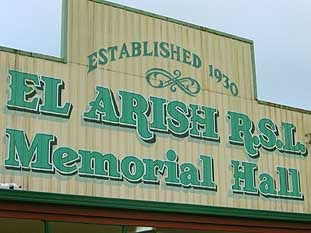 ESTABLISHED 1930
EL ARISH R.S.L.
Memorial Hall